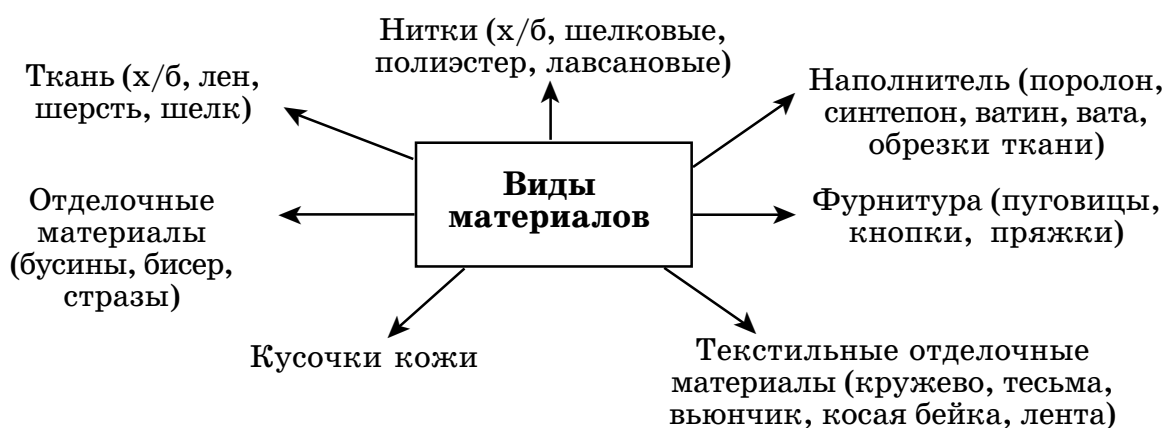 Нитки (х/б, шелковые,
полиэстер, лавсановые)
Ткань (х/б, лен,
шерсть, шелк)
Наполнитель (поролон,
синтепон, ватин, вата,
обрезки ткани)
Виды
материалов
Отделочные
материалы
(бусины, бисер,
стразы)
Фурнитура (пуговицы,
кнопки, пряжки)
Кусочки кожи
Текстильные отделочные
материалы (кружево, тесьма,
вьюнчик, косая бейка, лента)